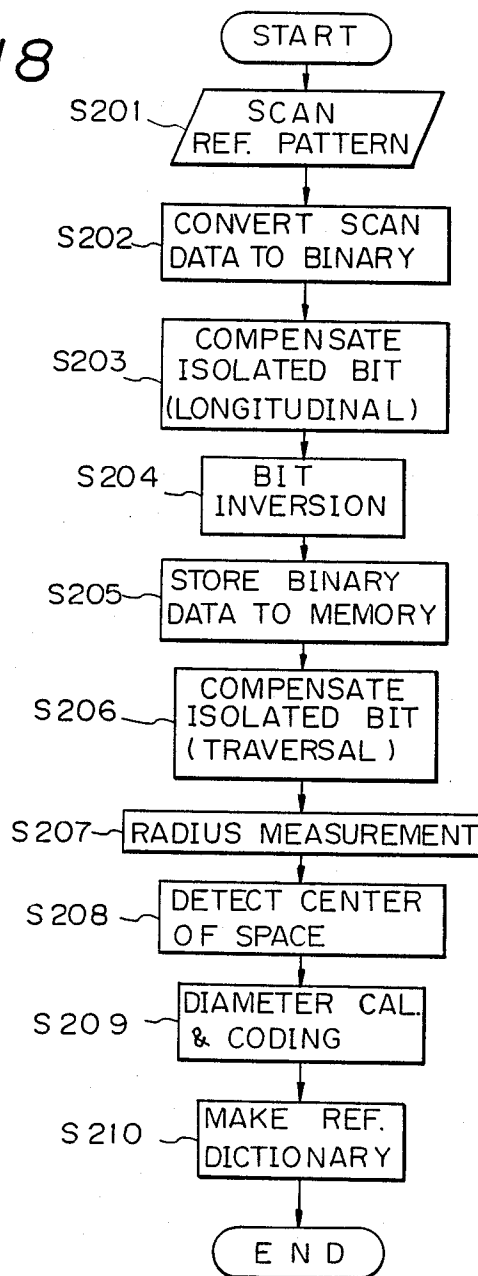 18
START
S201
SCAN
REF. PATTERN
S202
CONVERT SCAN
DATA TO BINARY
S203
COMPENSATE
ISOLATED BIT
(LONGITUDINAL)
S204
BIT
INVERSION
S205
STORE BINARY
DATA TO MEMORY
S206
COMPENSATE
ISOLATED BIT
(TRAVERSAL)
S207
RADIUS MEASUREMENT
S208
DETECT CENTER
OF SPACE
S209
DIAMETER CAL.
& CODING
S210
MAKE REF.
DICTIONARY
END